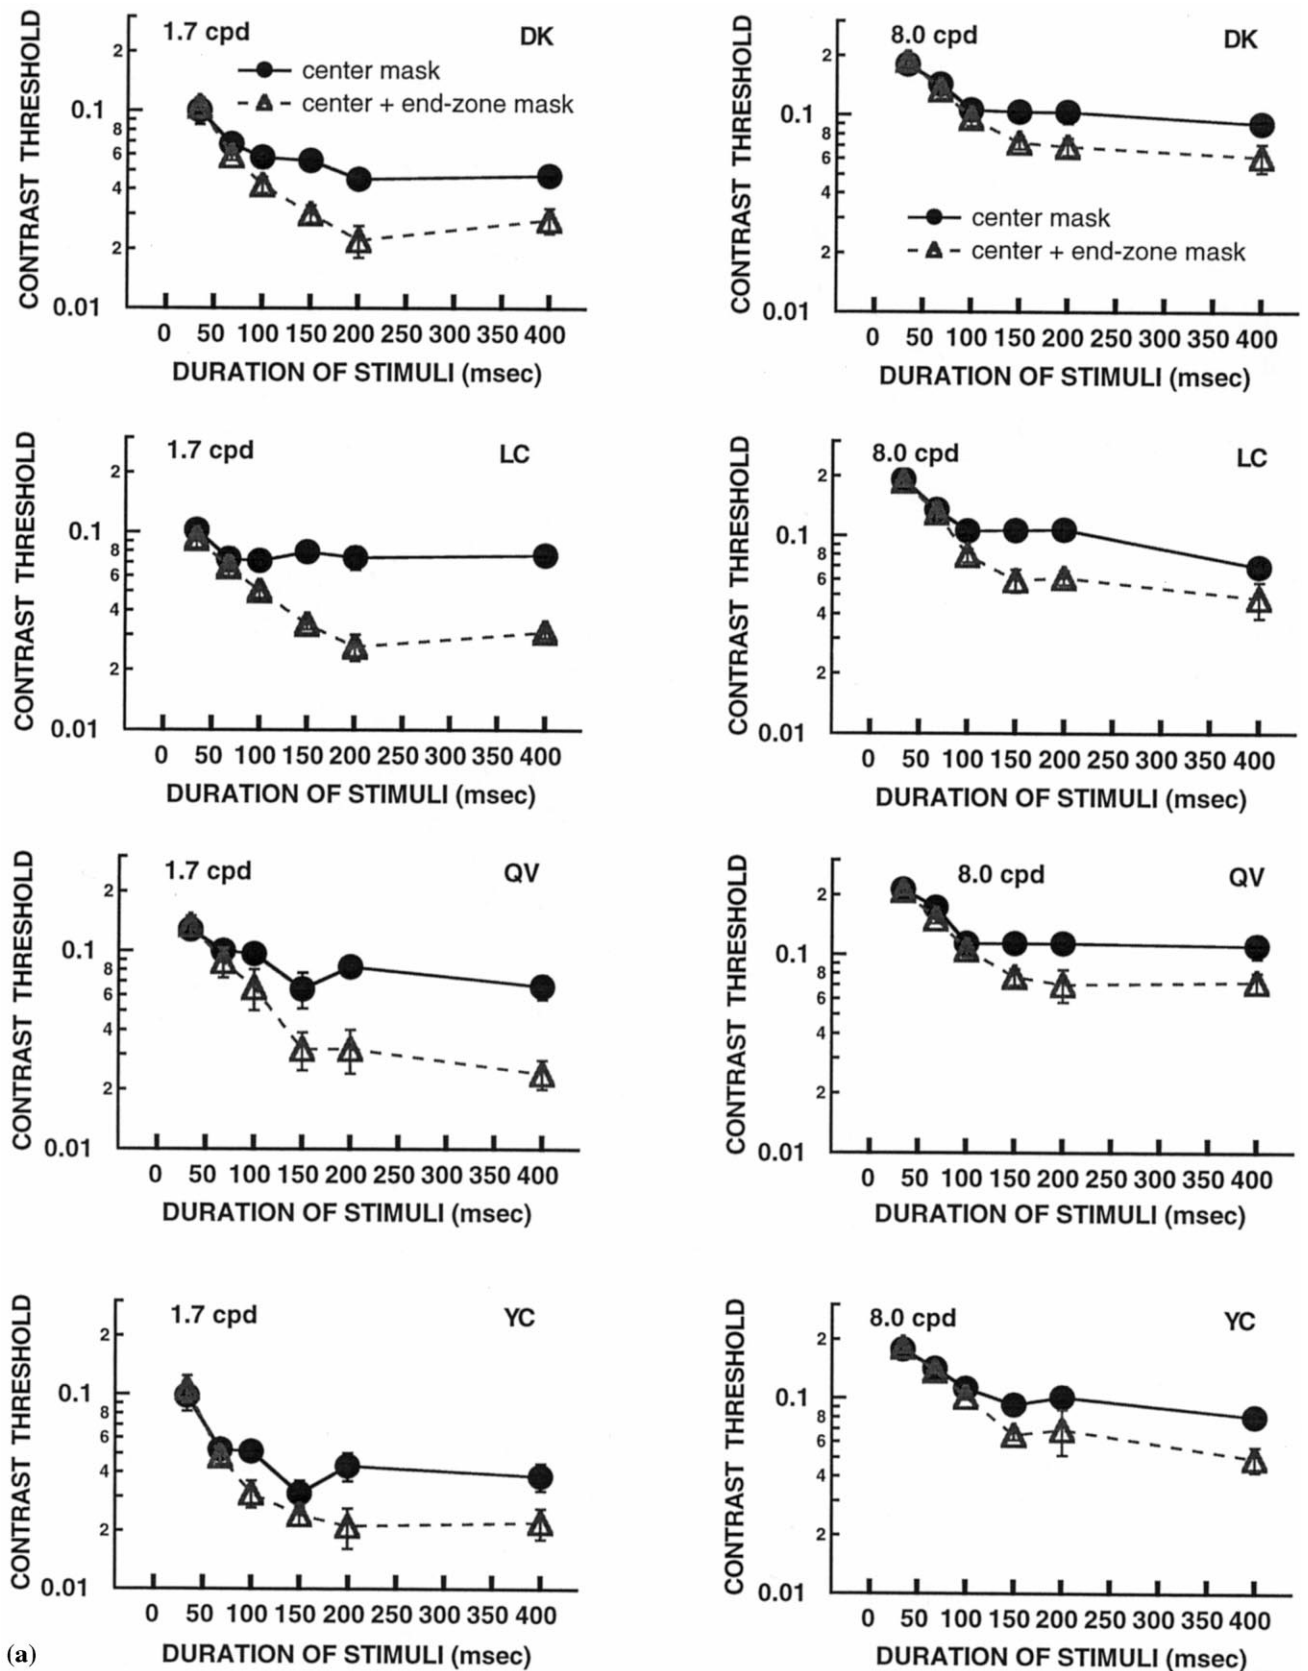 CONTRAST THRESHOLD
1.7 cpd
DK
center mask
center + end-zone mask
2
0.1
8
6
4
2
0.01
0 50 100 150 200 250 300 350 400
DURATION OF STIMULI (msec)
CONTRAST THRESHOLD
8.0 cpd
DK
2
0.1
8
6
4
2
0.01
center mask
center + end-zone mask
0 50 100 150 200 250 300 350 400
DURATION OF STIMULI (msec)
CONTRAST THRESHOLD
1.7 cpd
LC
2
0.1
8
6
4
2
0.01
0 50 100 150 200 250 300 350 400
DURATION OF STIMULI (msec)
CONTRAST THRESHOLD
8.0 cpd
LC
2
0.1
8
6
4
2
0.01
0 50 100 150 200 250 300 350 400
DURATION OF STIMULI (msec)
CONTRAST THRESHOLD
1.7 cpd
QV
2
0.1
8
6
4
2
0.01
0 50 100 150 200 250 300 350 400
DURATION OF STIMULI (msec)
CONTRAST THRESHOLD
8.0 cpd
QV
2
0.1
8
6
4
2
0.01
0 50 100 150 200 250 300 350 400
DURATION OF STIMULI (msec)
CONTRAST THRESHOLD
1.7 cpd
YC
2
0.1
8
6
4
2
0.01
0 50 100 150 200 250 300 350 400
DURATION OF STIMULI (msec)
CONTRAST THRESHOLD
8.0 cpd
YC
2
0.1
8
6
4
2
0.01
0 50 100 150 200 250 300 350 400
DURATION OF STIMULI (msec)
(a)